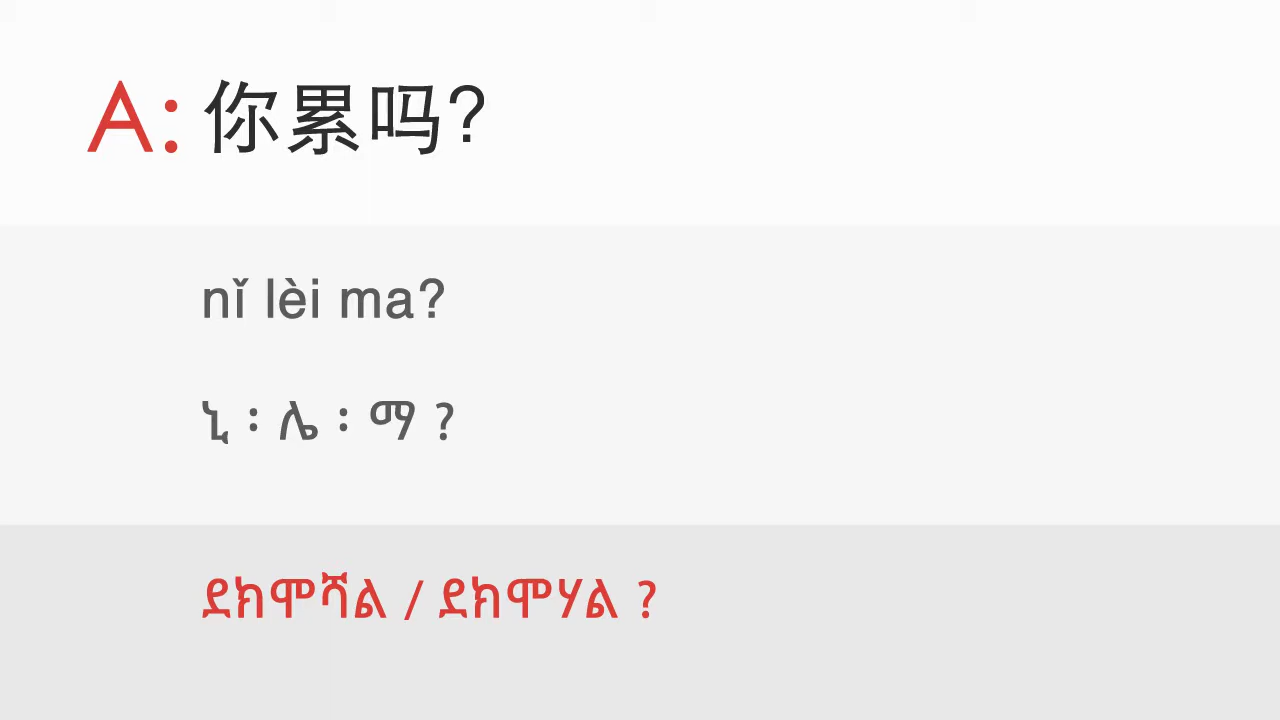 A: 你累吗?
nǐ lèi ma?
ኒ ፡ ሌ ፡ ማ ?
ደክሞሻል / ደክሞሃል ?